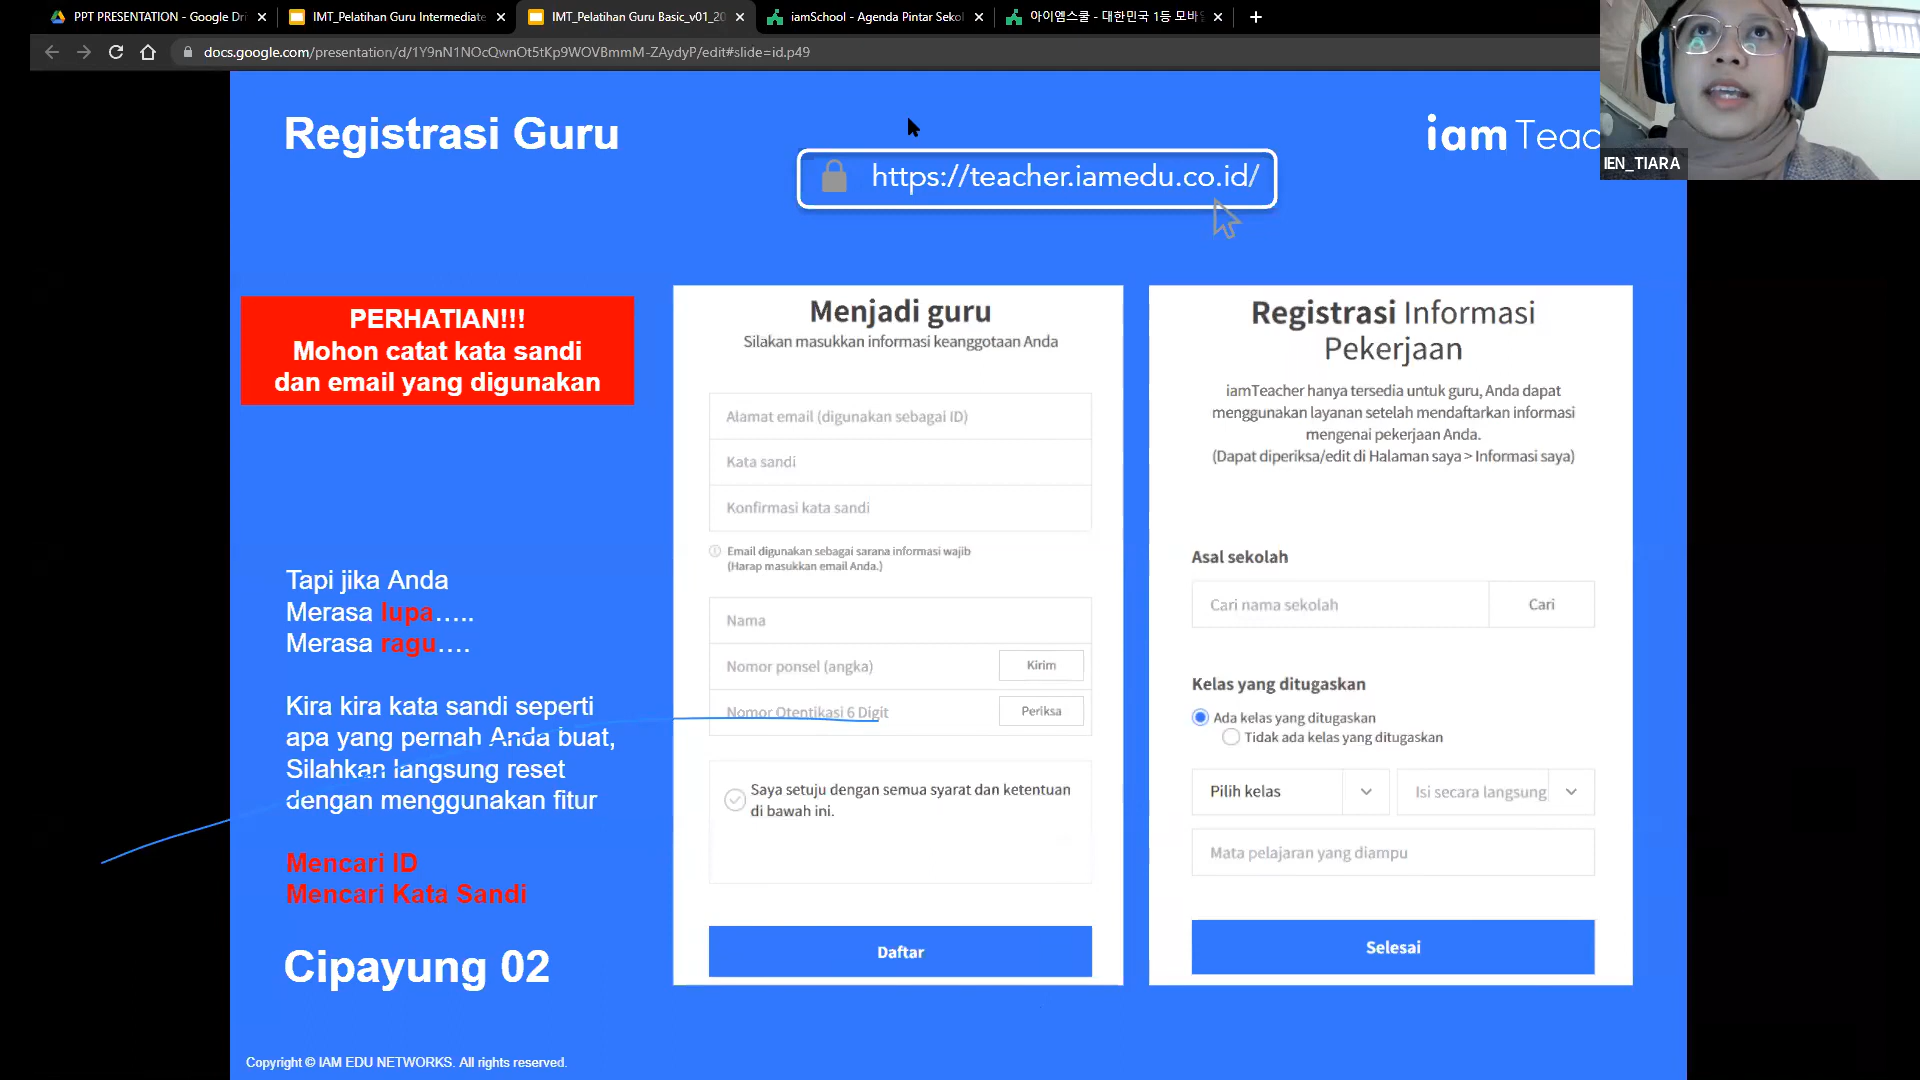 PPT PRESENTATION - Google Dri
IMT_Pelatihan Guru Intermediate
IMT_Pelatihan Guru Basic_v01_20
iamSchool - Agenda Pintar Sekol
아이엠스쿨 - 대한민국 1등 모바일
docs.google.com/presentation/d/1Y9nN1NOcQwnOt5tKp9WOVBmmM-ZAydyP/edit#slide=id.p49
Registrasi Guru
https://teacher.iamedu.co.id/
iam Teac
IEN_TIARA
PERHATIAN!!!
Mohon catat kata sandi
dan email yang digunakan
Tapi jika Anda
Merasa lupa.....
Merasa ragu....
Kira kira kata sandi seperti
apa yang pernah Anda buat,
Silahkan langsung reset
dengan menggunakan fitur
Mencari ID
Mencari Kata Sandi
Cipayung 02
Menjadi guru
Silakan masukkan informasi keanggotaan Anda
Alamat email (digunakan sebagai ID)
Kata sandi
Konfirmasi kata sandi
Email digunakan sebagai sarana informasi wajib
(Harap masukkan email Anda.)
Nama
Nomor ponsel (angka)
Kirim
Nomor Otentikasi 6 Digit
Periksa
Saya setuju dengan semua syarat dan ketentuan
di bawah ini.
Daftar
Registrasi Informasi
Pekerjaan
iamTeacher hanya tersedia untuk guru, Anda dapat
menggunakan layanan setelah mendaftarkan informasi
mengenai pekerjaan Anda.
(Dapat diperiksa/edit di Halaman saya > Informasi saya)
Asal sekolah
Cari nama sekolah
Cari
Kelas yang ditugaskan
Ada kelas yang ditugaskan
Tidak ada kelas yang ditugaskan
Pilih kelas
Isi secara langsung
Mata pelajaran yang diampu
Selesai
Copyright © IAM EDU NETWORKS. All rights reserved.